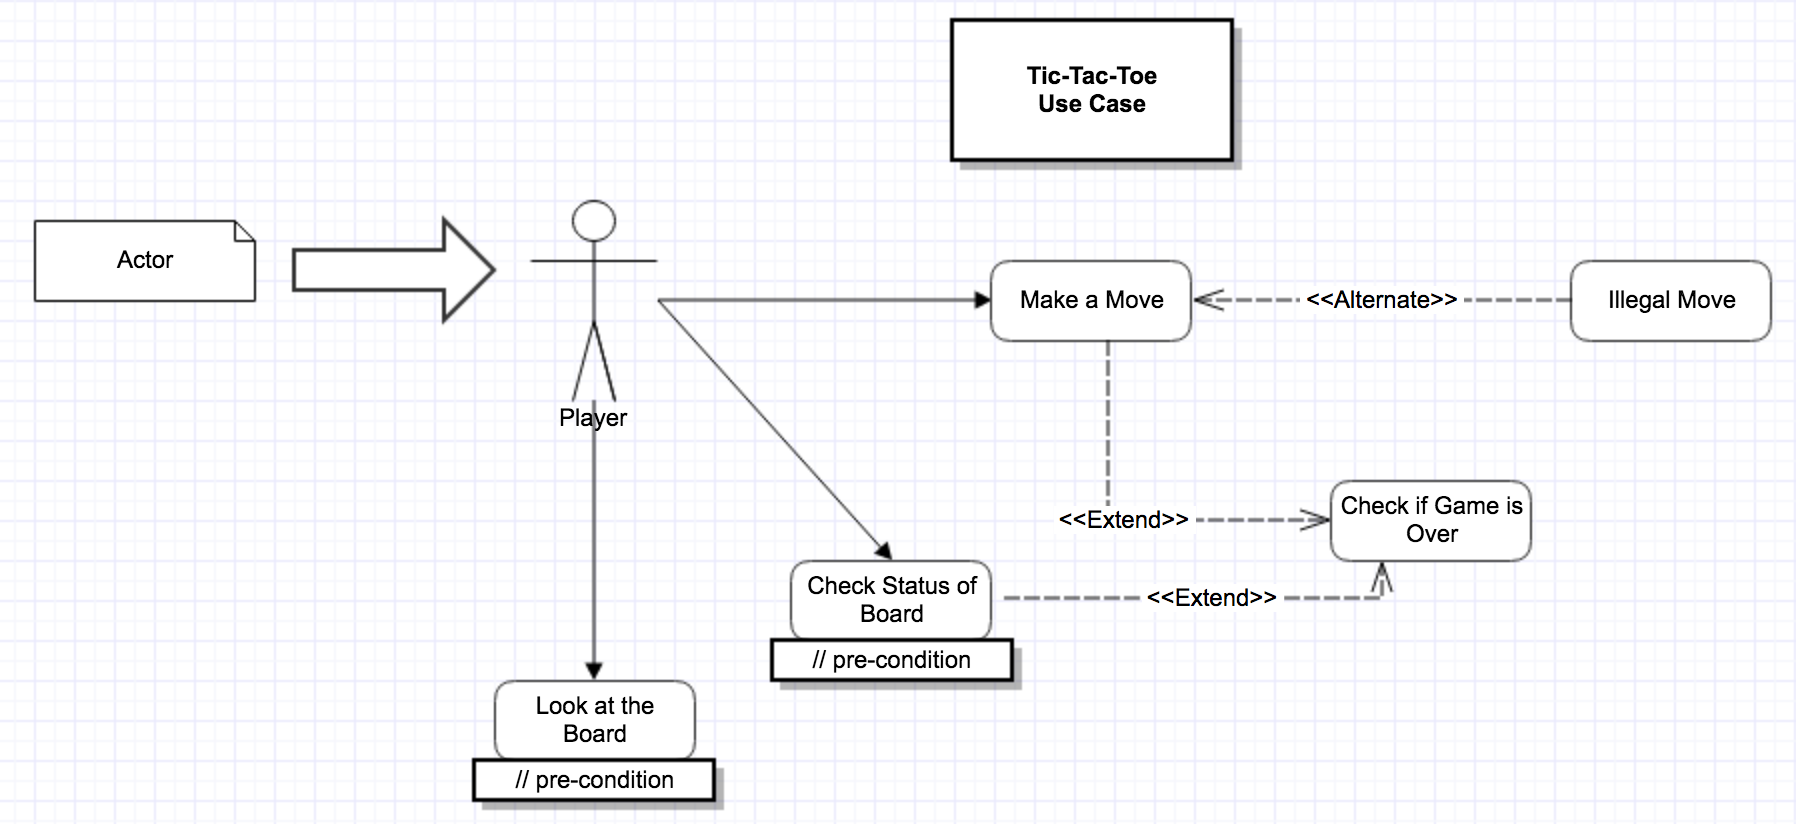 Tic-Tac-Toe
Use Case
Actor
Player
Make a Move
<<Alternate>>
Illegal Move
<<Extend>>
Check if Game is
Over
Check Status of
Board
<<Extend>>
// pre-condition
Look at the
Board
// pre-condition